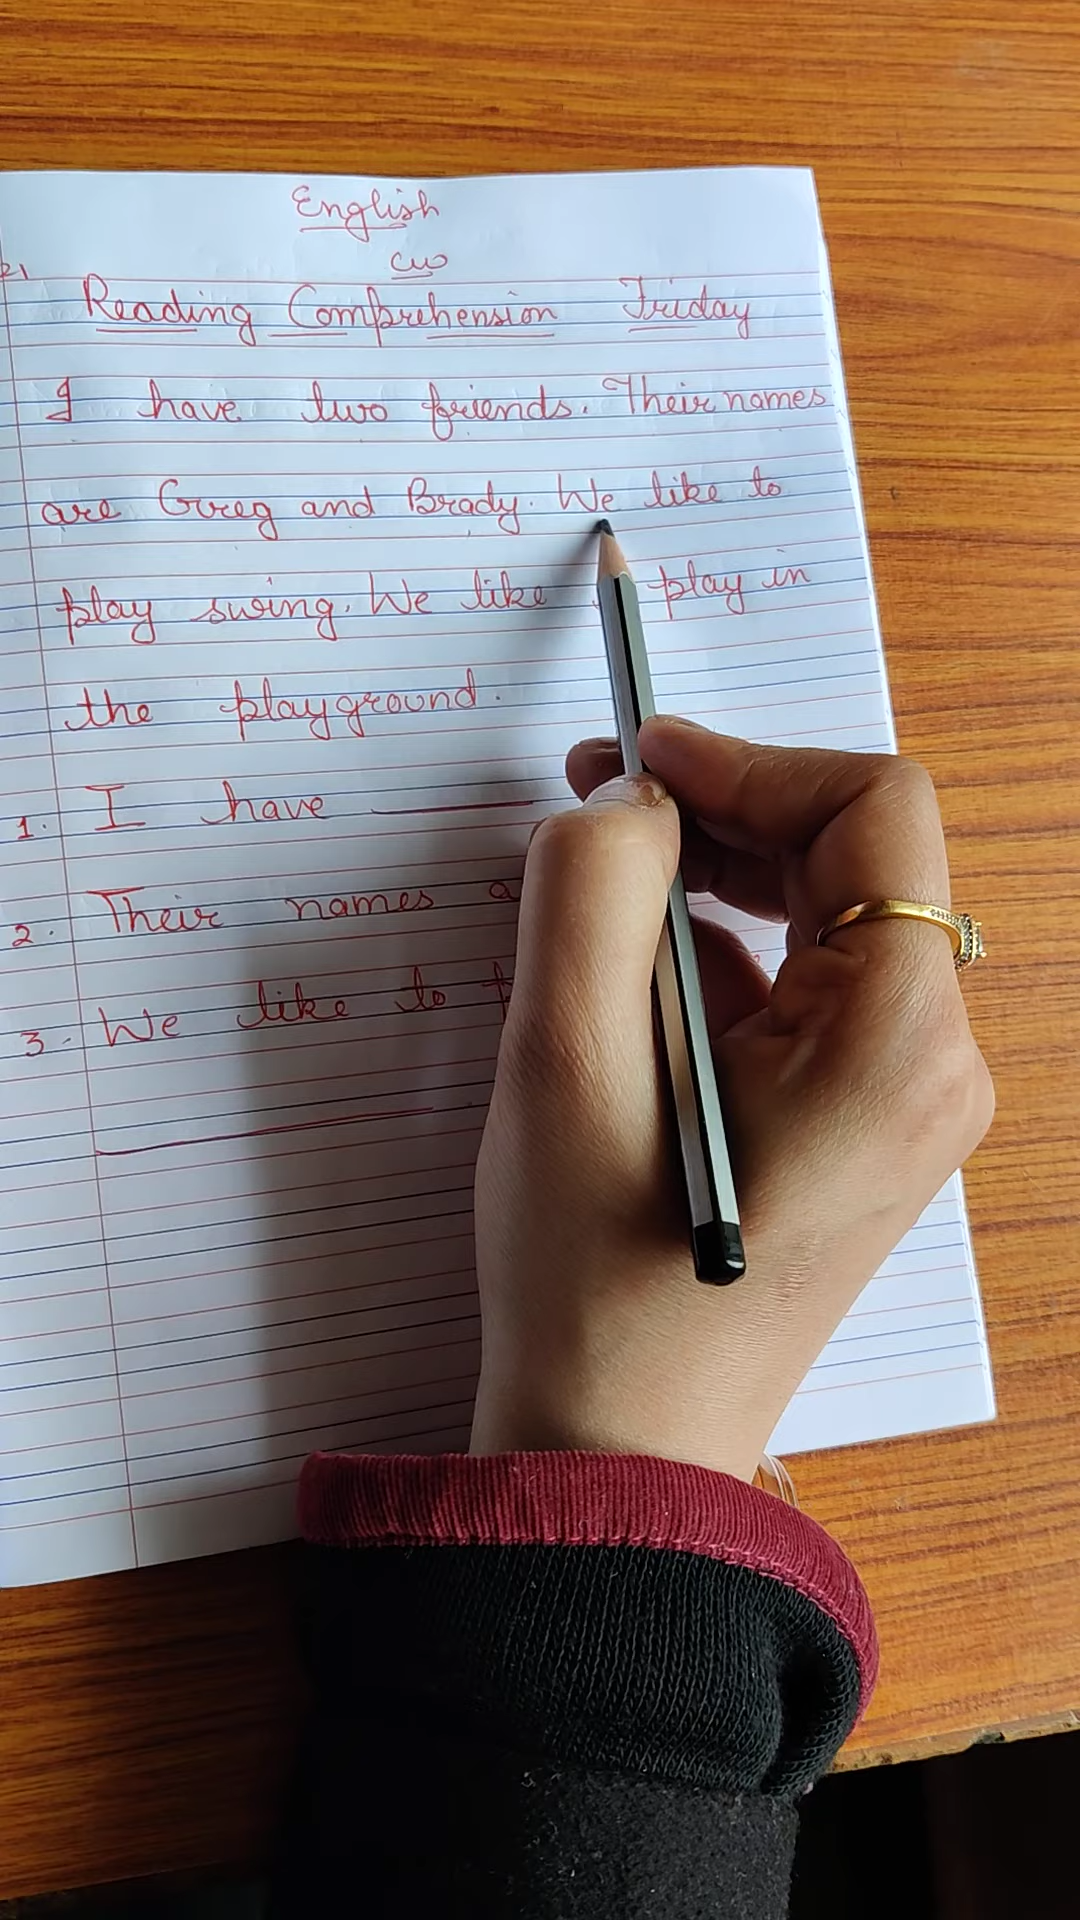 English
cw
Reading Comprehension Friday
I have two friends. Their names
are Greg and Brady. We like to
play swing. We like play in
the playground.
1. I have
2. Their names
3. We like to